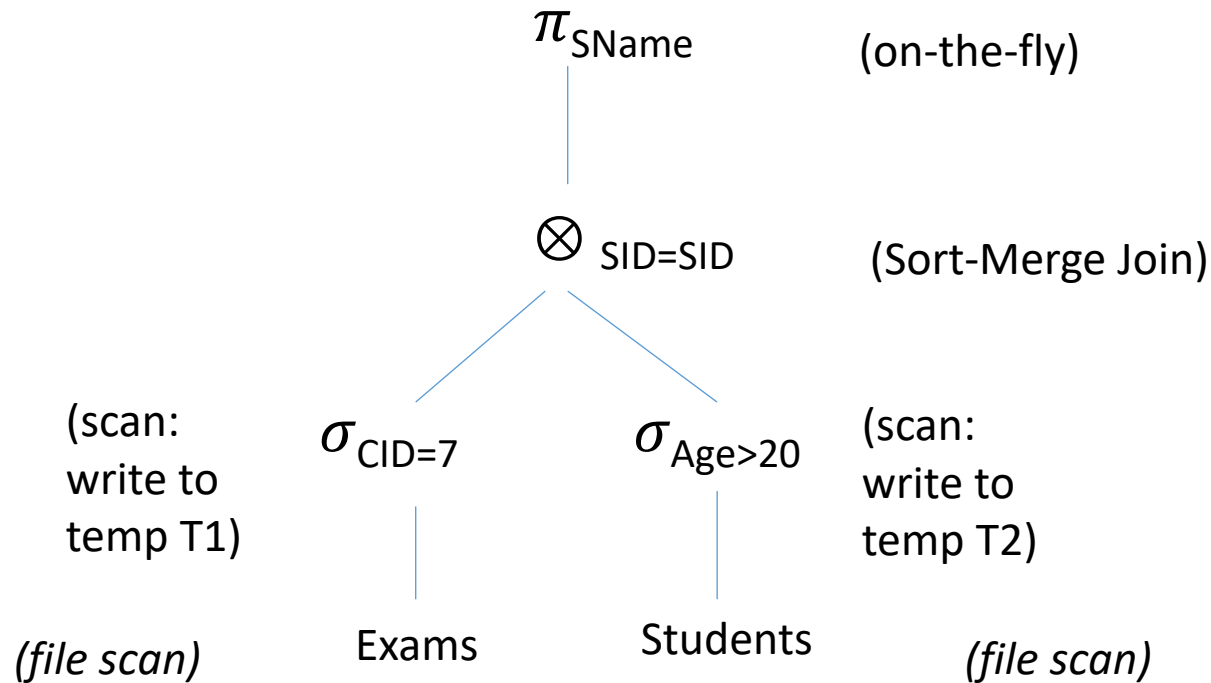 π SName (on-the-fly)
⊗ SID=SID (Sort-Merge Join)
(scan:
write to
temp T1)
σ CID=7
σ Age>20
(scan:
write to
temp T2)
(file scan)
Exams
Students
(file scan)